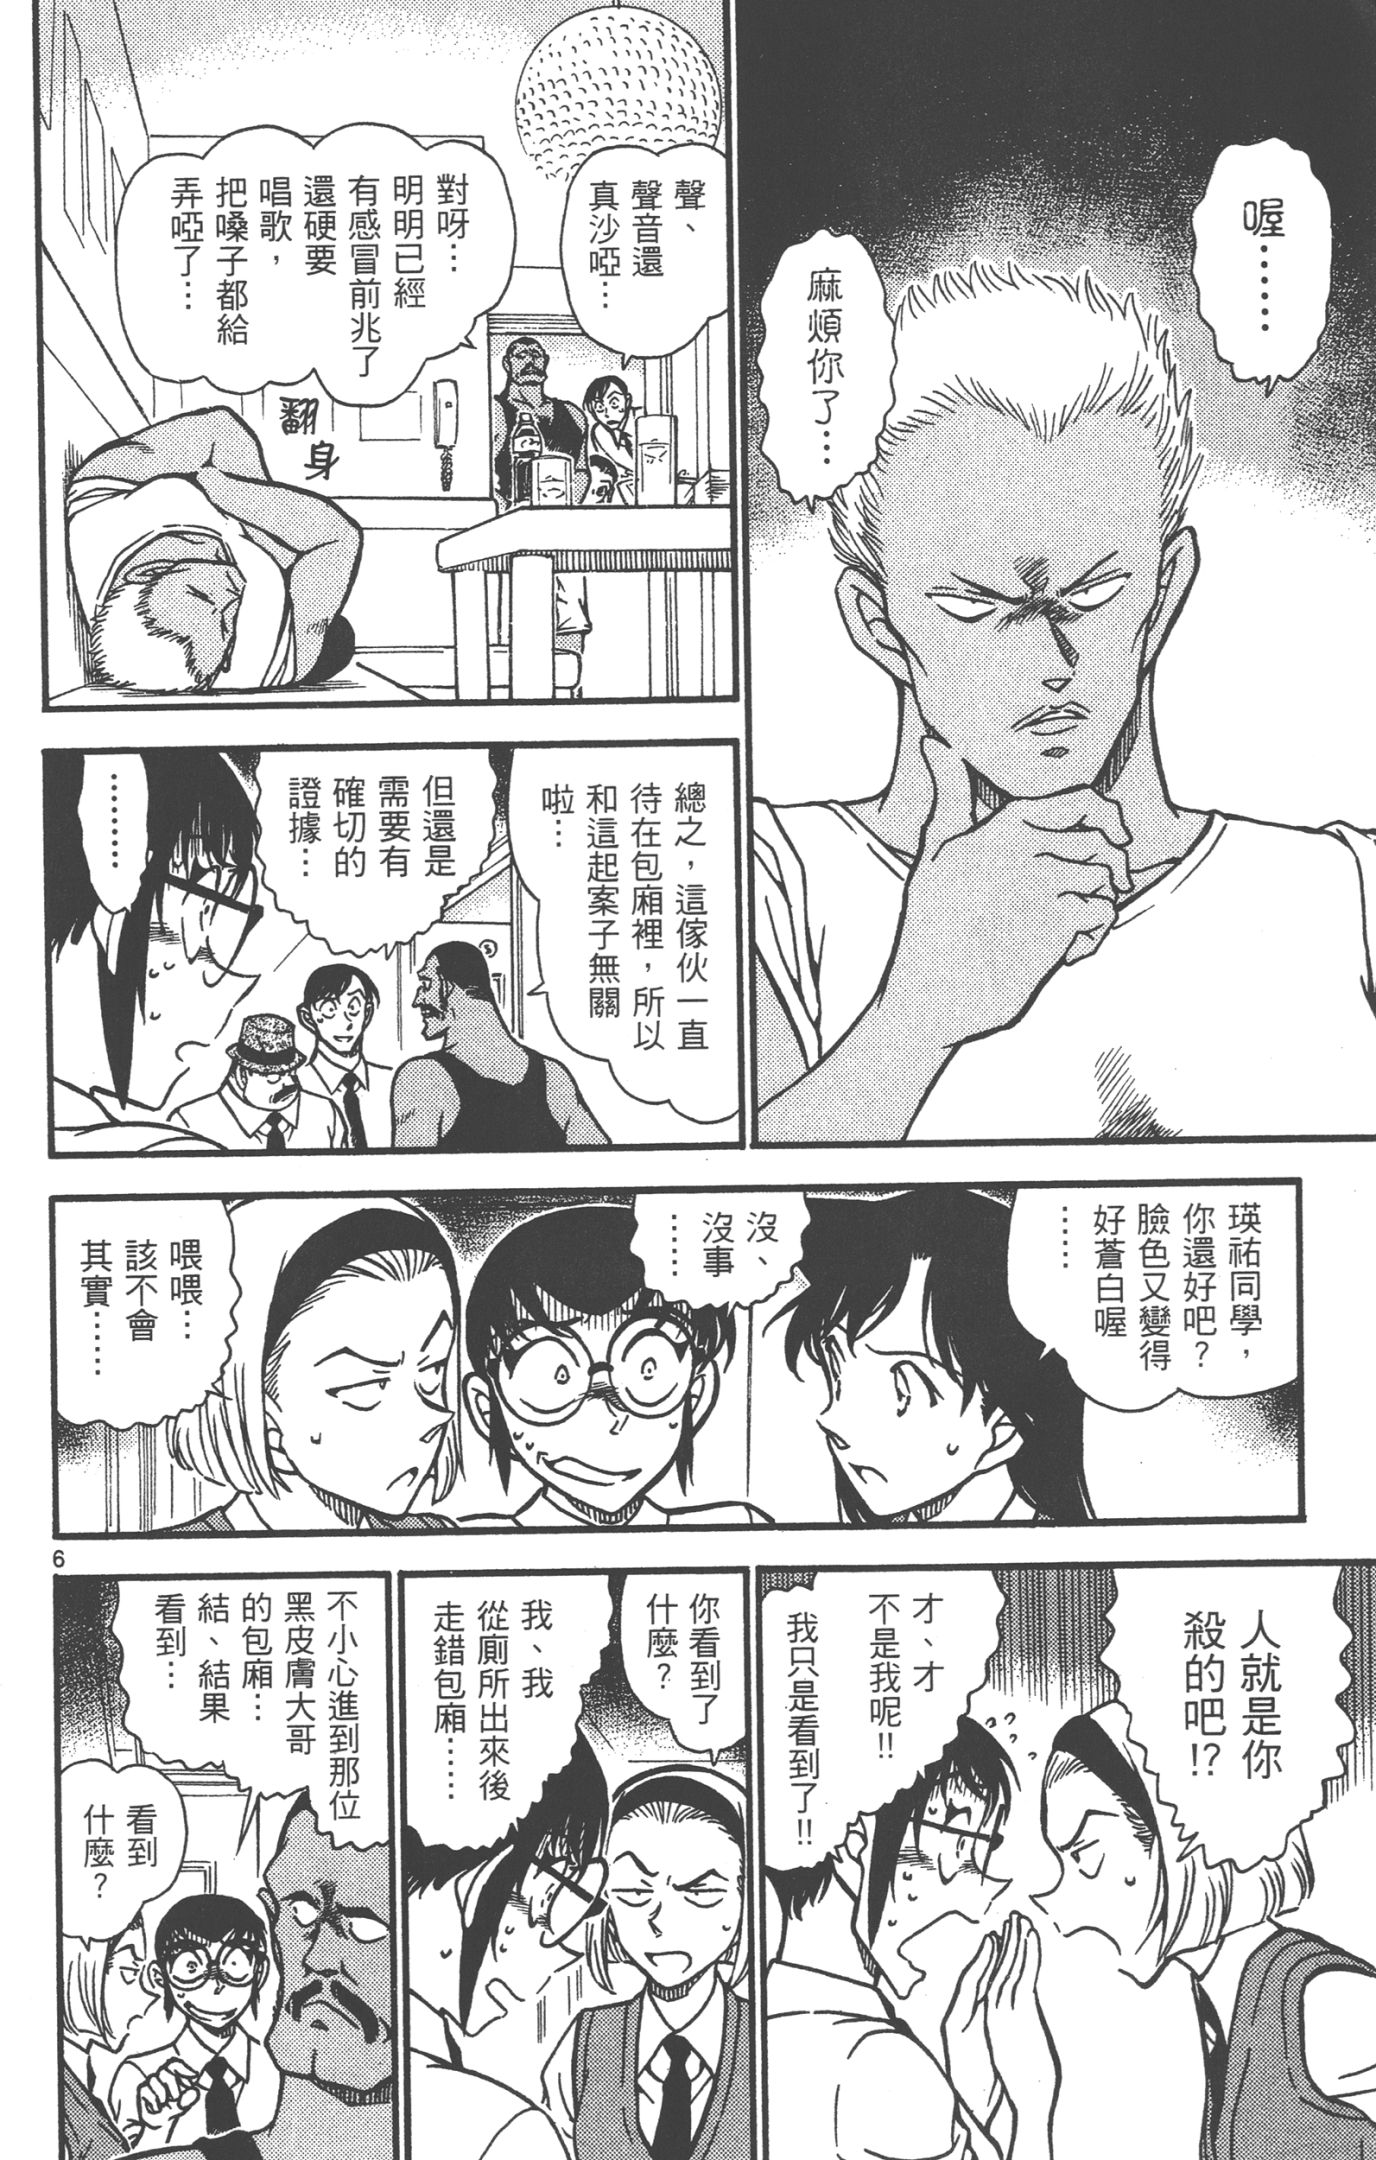 喔……
麻煩你了…
聲、
聲音還
真沙啞…
對呀…
明明已經
有感冒前兆了
還硬要
唱歌，
把嗓子都給
弄啞了…
翻身
總之，這傢伙一直
待在包廂裡，所以
和這起案子無關
啦…
但還是
需要有
確切的
證據…
………
瑛祐同學，
你還好吧？
臉色又變得
好蒼白喔
……
沒、
沒事
……
喂喂…
該不會
其實……
人就是你
殺的吧!?
才、才
不是我呢!!
我只是看到了!!
你看到了
什麼？
我、我
從廁所出來後
走錯包廂……
不小心進到那位
黑皮膚大哥
的包廂…
結、結果
看到…
看到
什麼？
6